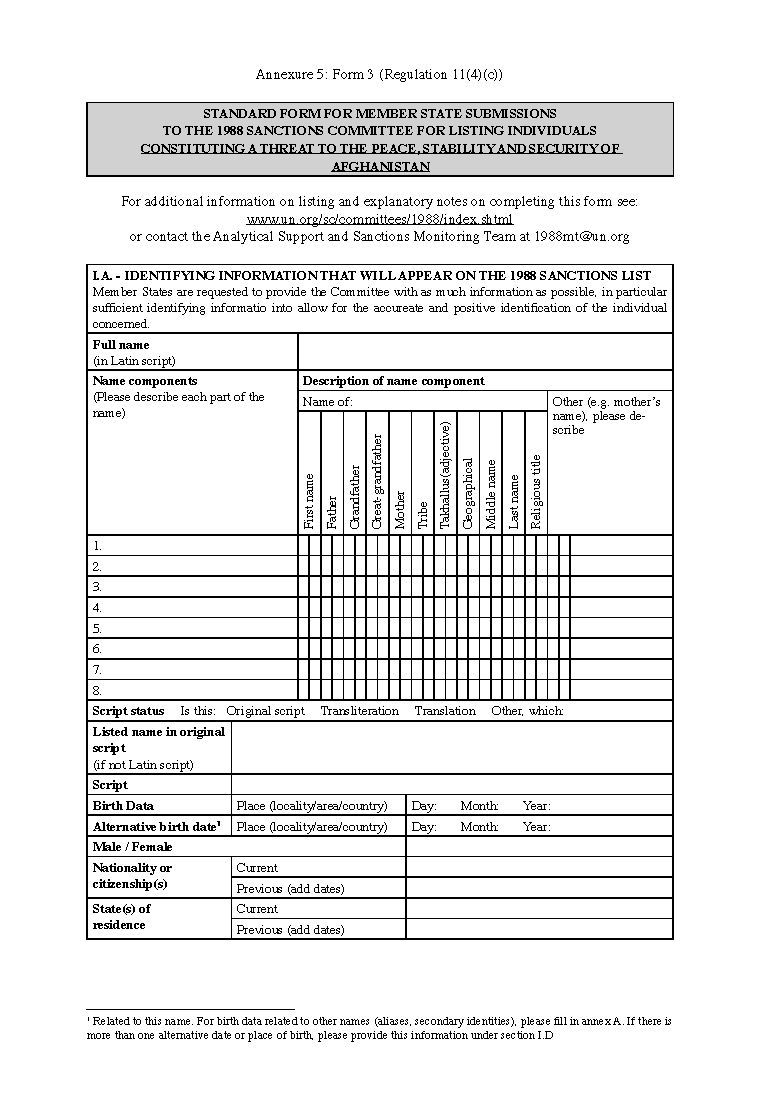 Annexure 5: Form 3 (Regulation 11(4)(c))
STANDARD FORM FOR MEMBER STATE SUBMISSIONS
TO THE 1988 SANCTIONS COMMITTEE FOR LISTING INDIVIDUALS
CONSTITUTING A THREAT TO THE PEACE, STABILITY AND SECURITY OF
AFGHANISTAN
For additional information on listing and explanatory notes on completing this form see:
www.un.org/sc/committees/1988/index.shtml
or contact the Analytical Support and Sanctions Monitoring Team at 1988mt@un.org
I.A. - IDENTIFYING INFORMATION THAT WILL APPEAR ON THE 1988 SANCTIONS LIST
Member States are requested to provide the Committee with as much information as possible, in particular
sufficient identifying informatio into allow for the accureate and positive identification of the individual
concerned.
Full name
(in Latin script)
Name components
(Please describe each part of the
name)
Description of name component
Name of:
Other (e.g. mother's
name), please de-
scribe
First name
Father
Grandfather
Great-grandfather
Mother
Tribe
Takhallus(adjective)
Geographical
Middle name
Last name
Religious title
1.
2.
3.
4.
5.
6.
7.
8.
Script status Is this: Original script Transliteration Translation Other, which:
Listed name in original
script
(if not Latin script)
Script
Birth Data Place (locality/area/country) Day: Month: Year:
Alternative birth date¹ Place (locality/area/country) Day: Month: Year:
Male / Female
Nationality or
citizenship(s)
Current
Previous (add dates)
State(s) of
residence
Current
Previous (add dates)
¹ Related to this name. For birth data related to other names (aliases, secondary identities), please fill in annex A. If there is
more than one alternative date or place of birth, please provide this information under section I.D